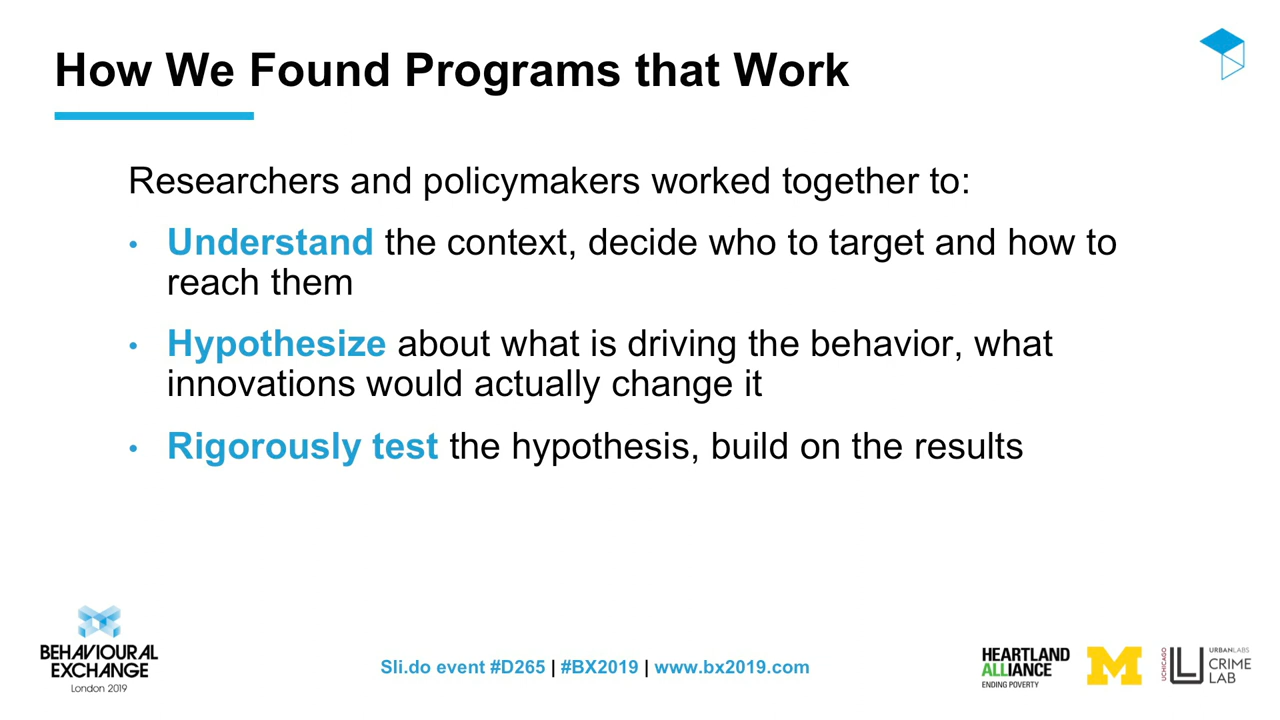 How We Found Programs that Work
Researchers and policymakers worked together to:
• Understand the context, decide who to target and how to
reach them
• Hypothesize about what is driving the behavior, what
innovations would actually change it
• Rigorously test the hypothesis, build on the results
BEHAVIOURAL
EXCHANGE
London 2019
Sli.do event #D265 | #BX2019 | www.bx2019.com
HEARTLAND
ALLIANCE
ENDING POVERTY
M
UCHICAGO
URBANLABS
CRIME
LAB